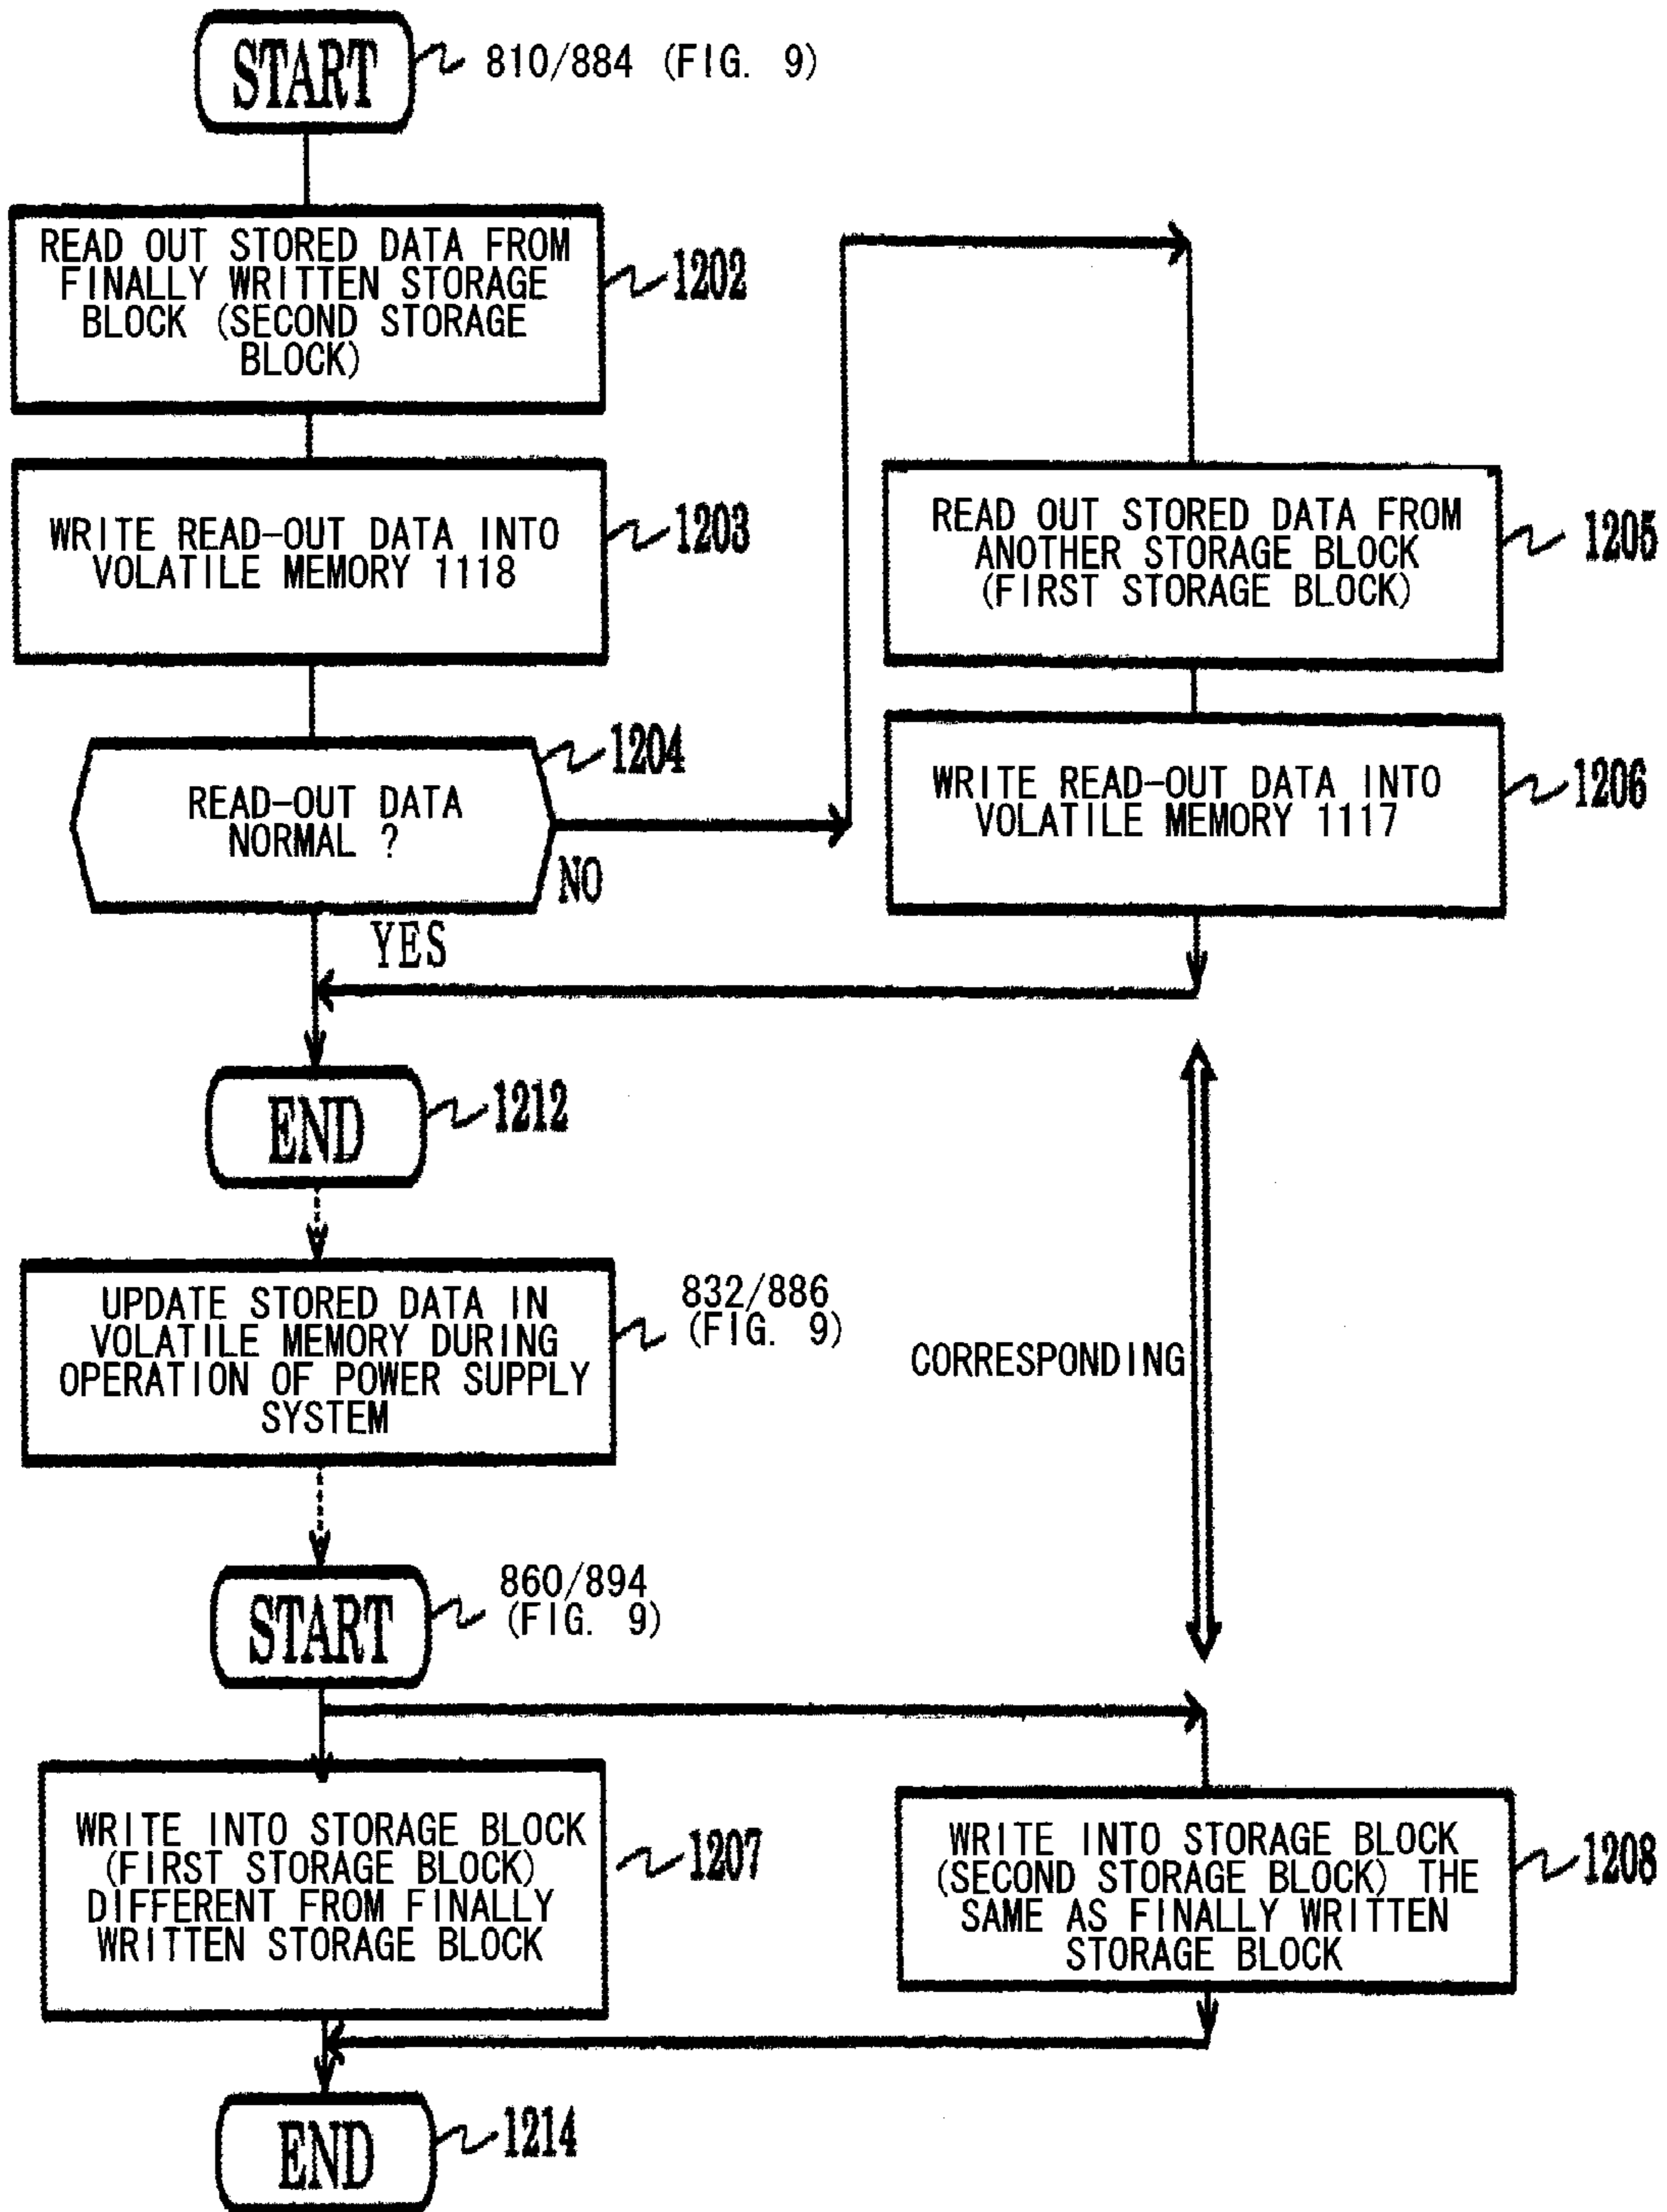 START
810/884 (FIG. 9)
READ OUT STORED DATA FROM
FINALLY WRITTEN STORAGE
BLOCK (SECOND STORAGE
BLOCK)
1202
WRITE READ-OUT DATA INTO
VOLATILE MEMORY 1118
1203
READ-OUT DATA
NORMAL ?
1204
NO
YES
READ OUT STORED DATA FROM
ANOTHER STORAGE BLOCK
(FIRST STORAGE BLOCK)
1205
WRITE READ-OUT DATA INTO
VOLATILE MEMORY 1117
1206
END
1212
UPDATE STORED DATA IN
VOLATILE MEMORY DURING
OPERATION OF POWER SUPPLY
SYSTEM
832/886
(FIG. 9)
CORRESPONDING
START
860/894
(FIG. 9)
WRITE INTO STORAGE BLOCK
(FIRST STORAGE BLOCK)
DIFFERENT FROM FINALLY
WRITTEN STORAGE BLOCK
1207
WRITE INTO STORAGE BLOCK
(SECOND STORAGE BLOCK) THE
SAME AS FINALLY WRITTEN
STORAGE BLOCK
1208
END
1214